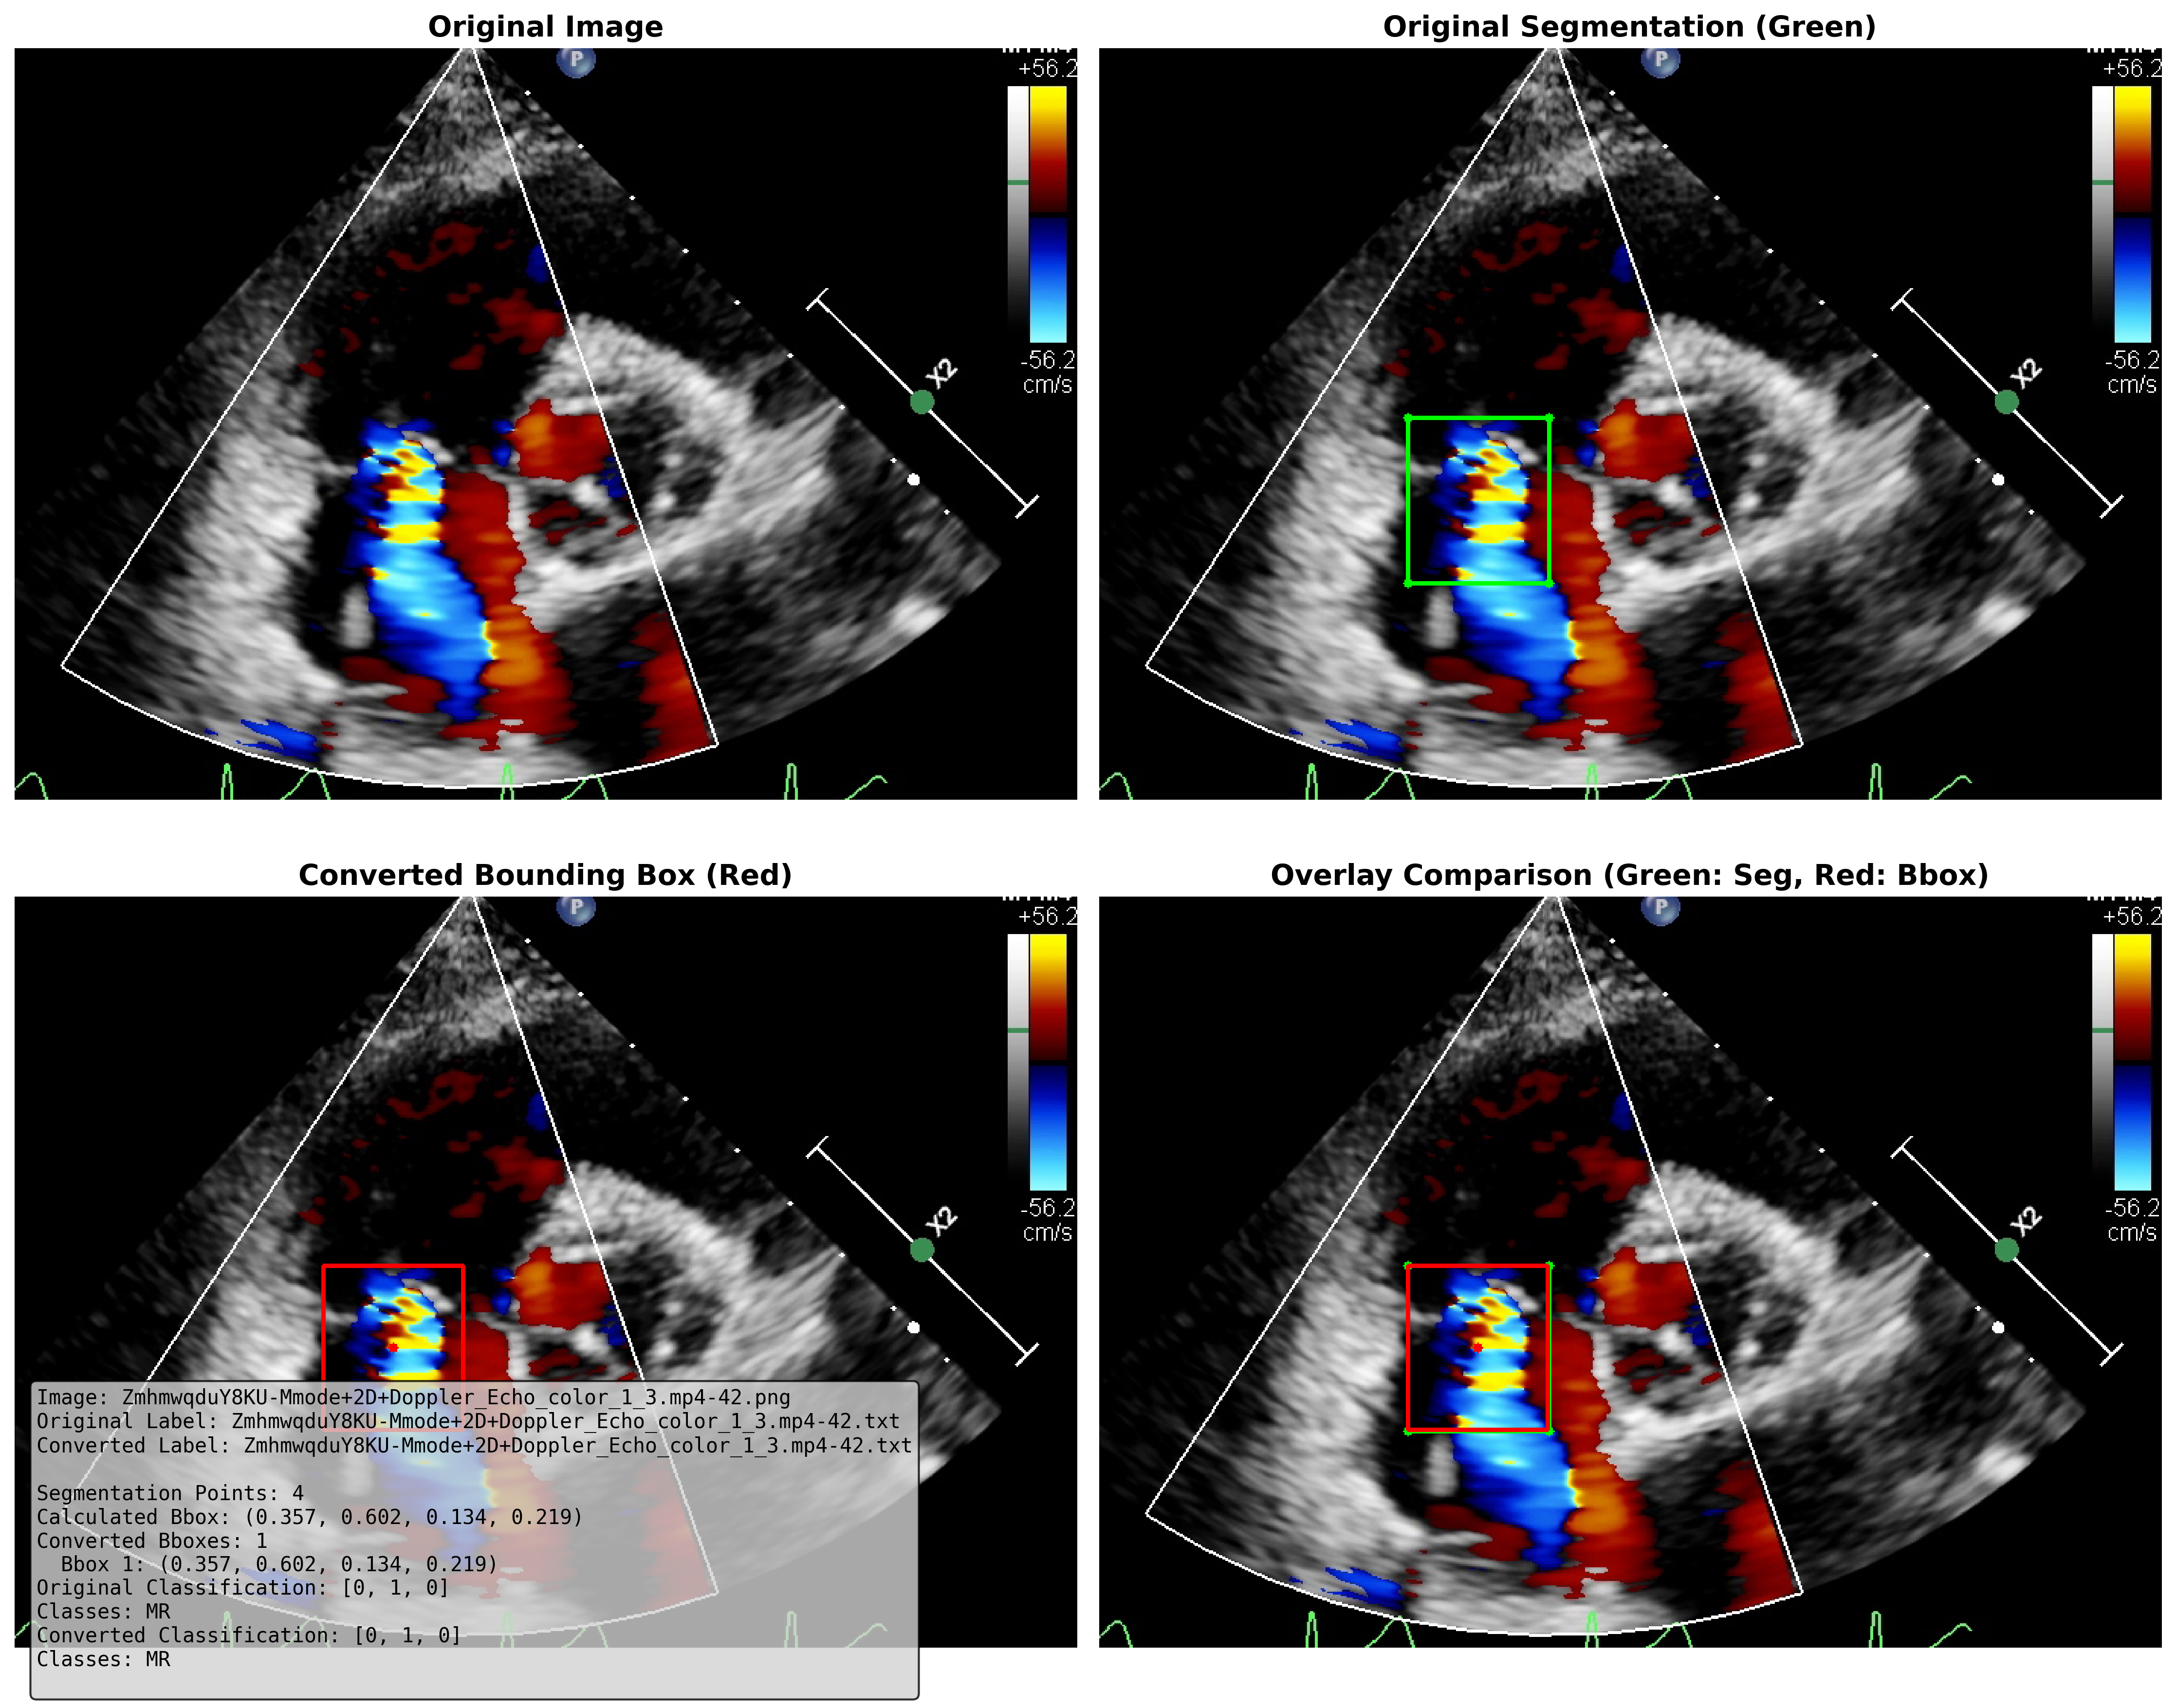 Original Image
P
+56.2
-56.2
cm/s
X2
Original Segmentation (Green)
P
+56.2
-56.2
cm/s
X2
Converted Bounding Box (Red)
P
+56.2
-56.2
cm/s
X2
Image: ZmhmwqduY8KU-Mmode+2D+Doppler_Echo_color_1_3.mp4-42.png
Original Label: ZmhmwqduY8KU-Mmode+2D+Doppler_Echo_color_1_3.mp4-42.txt
Converted Label: ZmhmwqduY8KU-Mmode+2D+Doppler_Echo_color_1_3.mp4-42.txt
Segmentation Points: 4
Calculated Bbox: (0.357, 0.602, 0.134, 0.219)
Converted Bboxes: 1
Bbox 1: (0.357, 0.602, 0.134, 0.219)
Original Classification: [0, 1, 0]
Classes: MR
Converted Classification: [0, 1, 0]
Classes: MR
Overlay Comparison (Green: Seg, Red: Bbox)
P
+56.2
-56.2
cm/s
X2